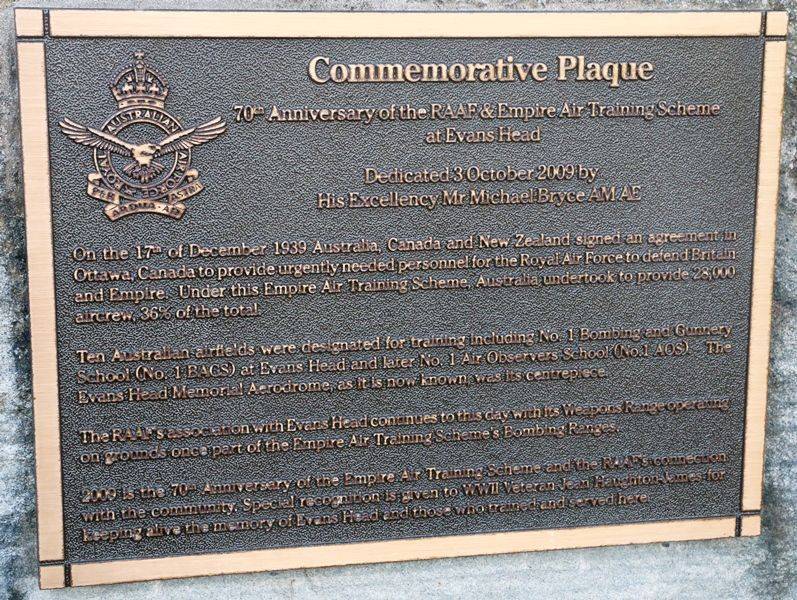 AUSTRALIAN
ROYAL AIR FORCE
PER ARDUA AD ASTRA
Commemorative Plaque
70th Anniversary of the RAAF & Empire Air Training Scheme
at Evans Head
Dedicated 3 October 2009 by
His Excellency Mr Michael Bryce AM AE
On the 17th of December 1939 Australia, Canada and New Zealand signed an agreement in
Ottawa, Canada to provide urgently needed personnel for the Royal Air Force to defend Britain
and Empire. Under this Empire Air Training Scheme, Australia undertook to provide 28,000
aircrew, 36% of the total.
Ten Australian airfields were designated for training including No. 1 Bombing and Gunnery
School (No. 1 BAGS) at Evans Head and later No. 1 Air Observers School (No.1 AOS). The
Evans Head Memorial Aerodrome, as it is now known, was its centrepiece.
The RAAF's association with Evans Head continues to this day with its Weapons Range operating
on grounds once part of the Empire Air Training Scheme's Bombing Ranges.
2009 is the 70th Anniversary of the Empire Air Training Scheme and the RAAF's connection
with the community. Special recognition is given to WWII Veteran Jean Haughton-James for
keeping alive the memory of Evans Head and those who trained and served here.